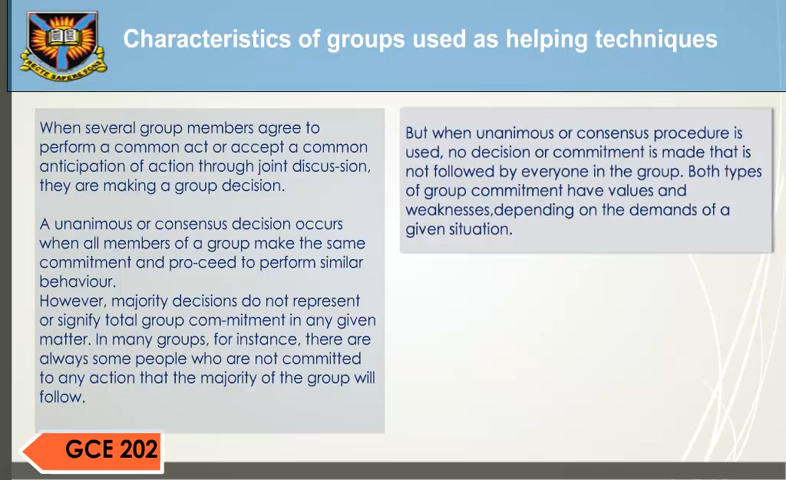 Characteristics of groups used as helping techniques
When several group members agree to
perform a common act or accept a common
anticipation of action through joint discus-sion,
they are making a group decision.
A unanimous or consensus decision occurs
when all members of a group make the same
commitment and pro-ceed to perform similar
behaviour.
However, majority decisions do not represent
or signify total group com-mitment in any given
matter. In many groups, for instance, there are
always some people who are not committed
to any action that the majority of the group will
follow.
But when unanimous or consensus procedure is
used, no decision or commitment is made that is
not followed by everyone in the group. Both types
of group commitment have values and
weaknesses,depending on the demands of a
given situation.
GCE 202